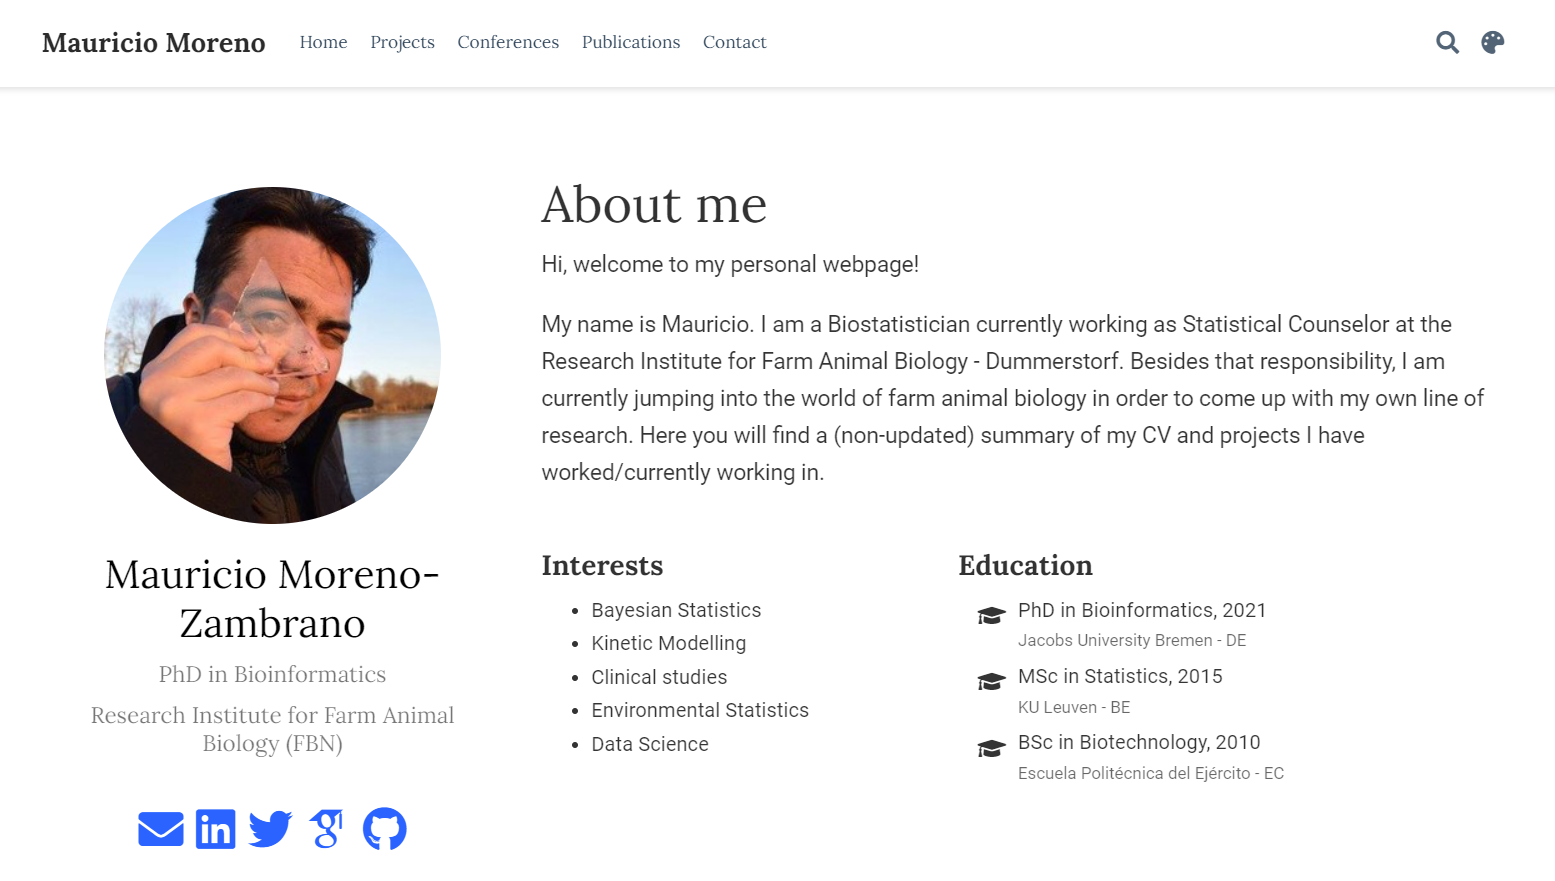 Mauricio Moreno Home Projects Conferences Publications Contact
Mauricio Moreno-
Zambrano
PhD in Bioinformatics
Research Institute for Farm Animal
Biology (FBN)
About me
Hi, welcome to my personal webpage!
My name is Mauricio. I am a Biostatistician currently working as Statistical Counselor at the
Research Institute for Farm Animal Biology - Dummerstorf. Besides that responsibility, I am
currently jumping into the world of farm animal biology in order to come up with my own line of
research. Here you will find a (non-updated) summary of my CV and projects I have
worked/currently working in.
Interests
Bayesian Statistics
Kinetic Modelling
Clinical studies
Environmental Statistics
Data Science
Education
PhD in Bioinformatics, 2021
Jacobs University Bremen - DE
MSc in Statistics, 2015
KU Leuven - BE
BSc in Biotechnology, 2010
Escuela Politécnica del Ejército - EC